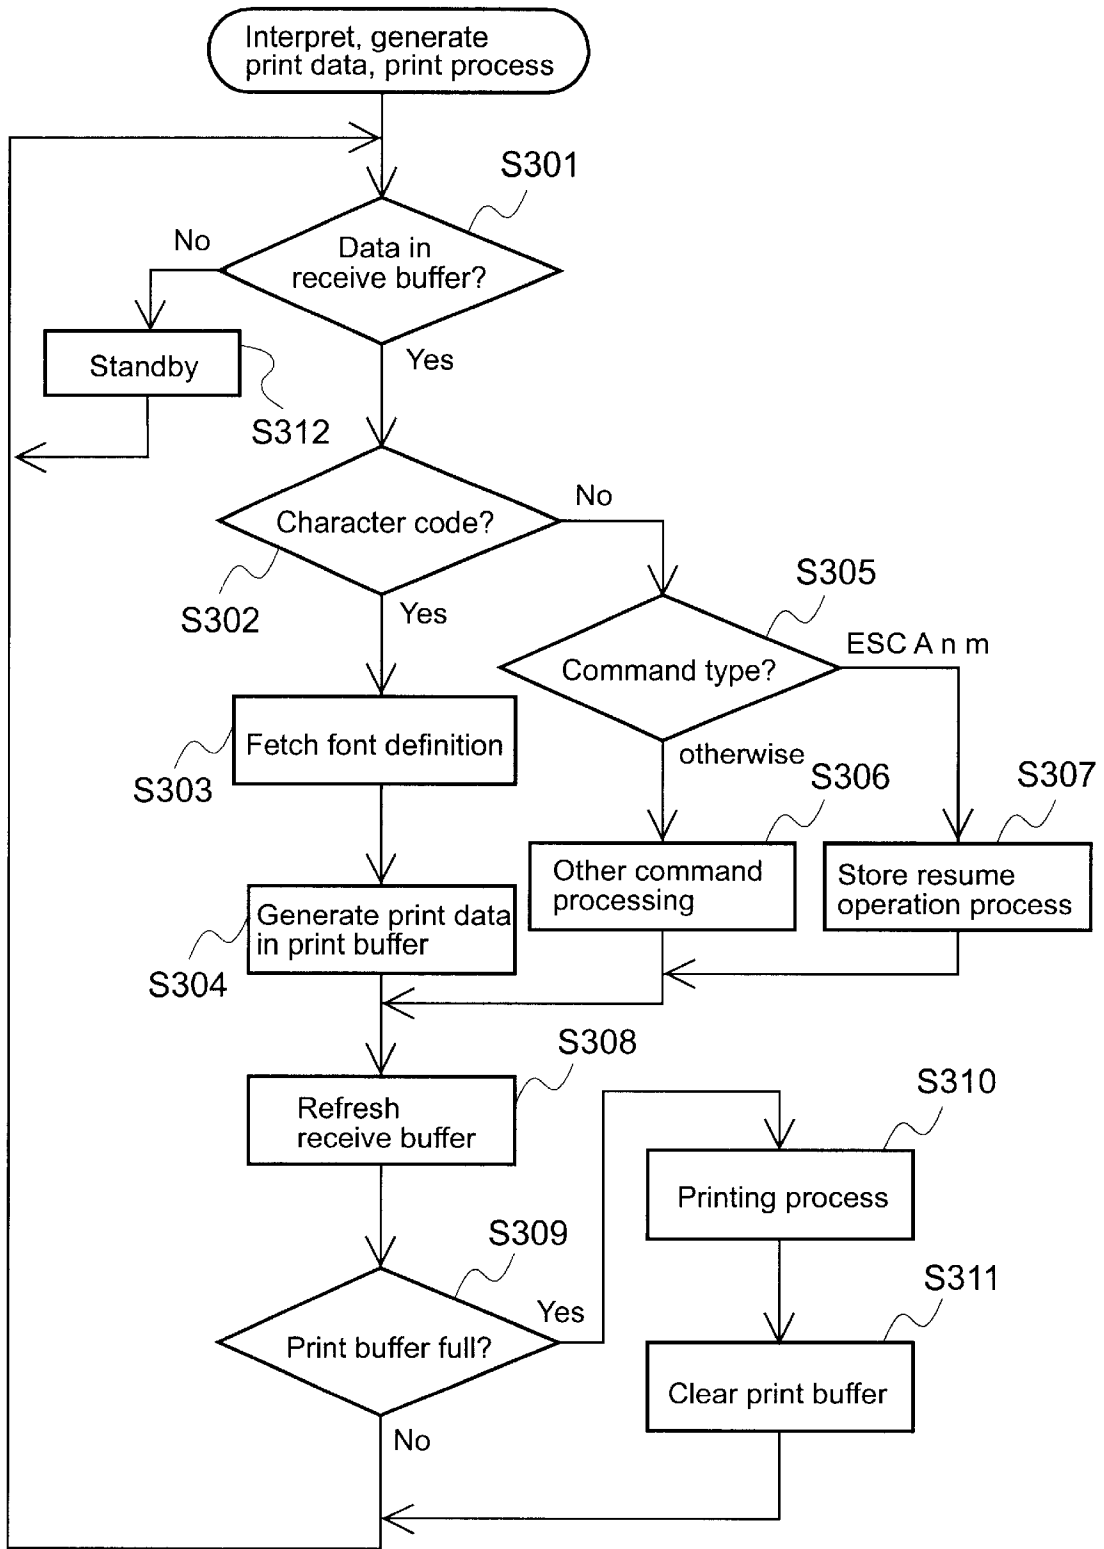 Interpret, generate
print data, print process
S301
No
Data in
receive buffer?
Standby
Yes
S312
No
Character code?
S302
Yes
S305
ESC A n m
Command type?
Fetch font definition
otherwise
S303
S306
S307
Other command
processing
Store resume
operation process
Generate print data
in print buffer
S304
S308
Refresh
receive buffer
S310
Printing process
S309
Yes
Print buffer full?
S311
Clear print buffer
No